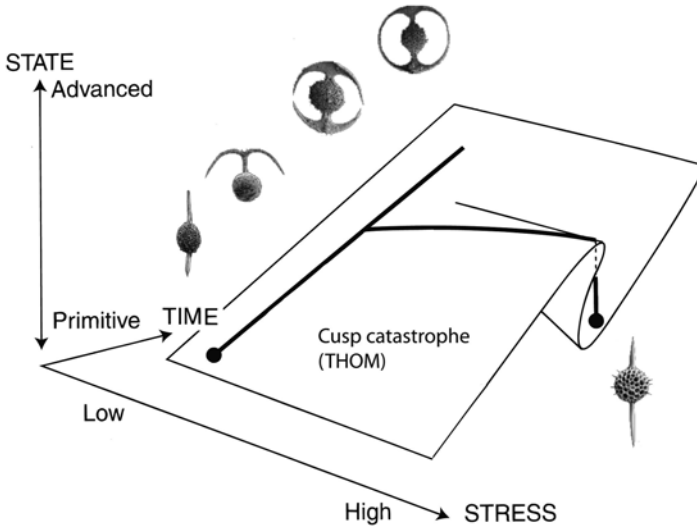 STATE
Advanced
Primitive
TIME
Cusp catastrophe
(THOM)
Low
High
STRESS